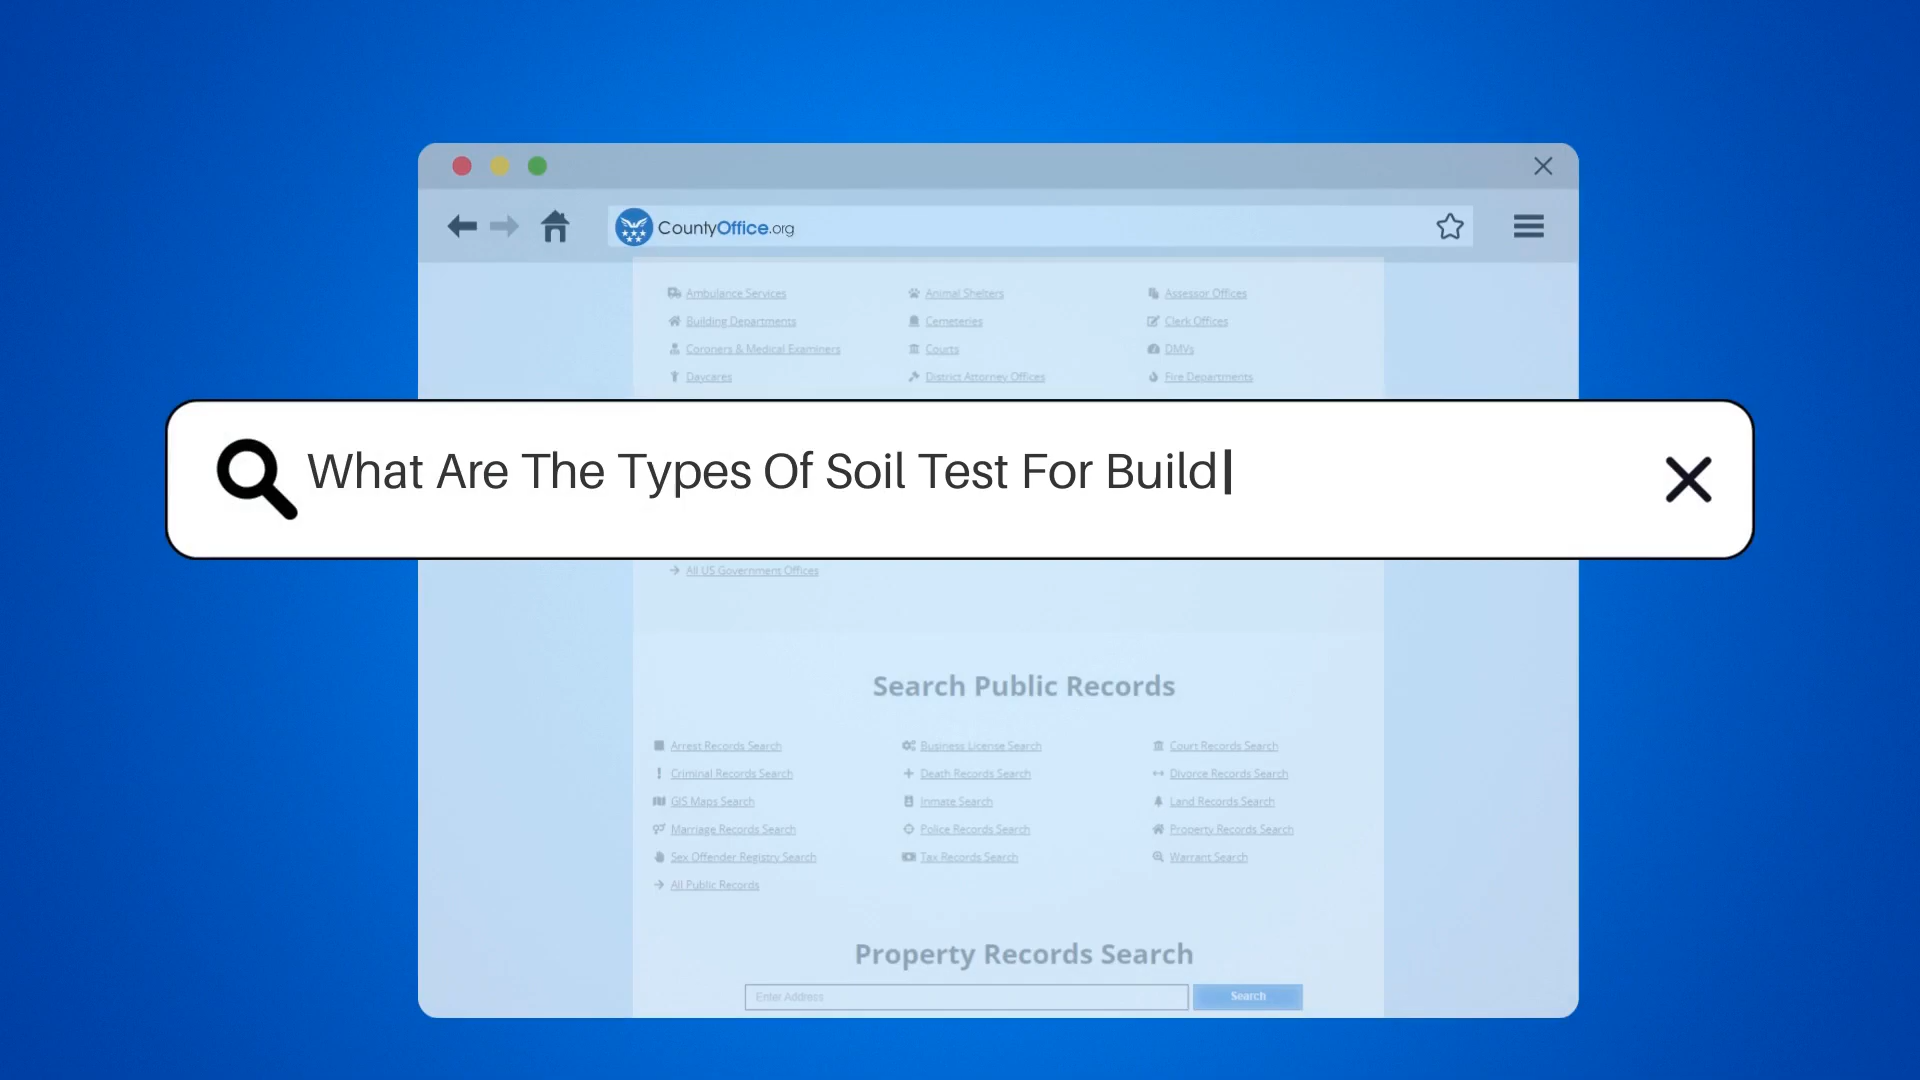 CountyOffice.org
Ambulance Services Animal Shelters Assessor Offices
Building Departments Cemeteries Clerk Offices
Coroners & Medical Examiners Courts DMVs
Daycares District Attorney Offices Fire Departments
What Are The Types Of Soil Test For Build
All US Government Offices
Search Public Records
Arrest Records Search Business License Search Court Records Search
Criminal Records Search Death Records Search Divorce Records Search
GIS Maps Search Inmate Search Land Records Search
Marriage Records Search Police Records Search Property Records Search
Sex Offender Registry Search Tax Records Search Warrant Search
All Public Records
Property Records Search
Enter Address Search